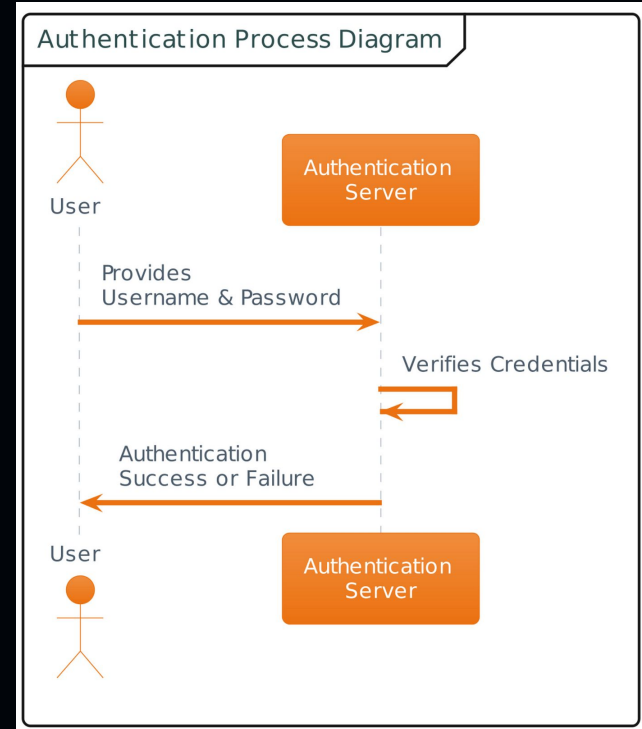 Authentication Process Diagram
User
Authentication
Server
Provides
Username & Password
Verifies Credentials
Authentication
Success or Failure
User
Authentication
Server